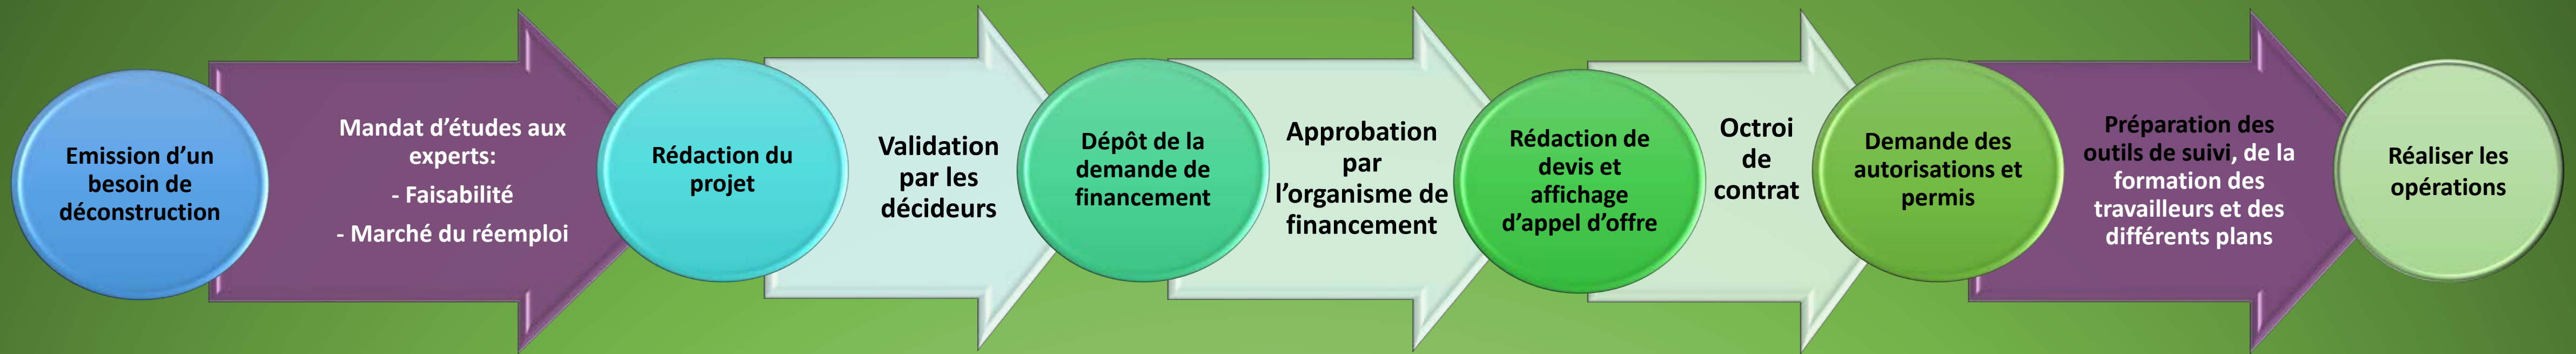 Emission d’un
besoin de
déconstruction
Mandat d’études aux
experts:
- Faisabilité
- Marché du réemploi
Rédaction du
projet
Validation
par les
décideurs
Dépôt de la
demande de
financement
Approbation
par
l’organisme de
financement
Rédaction de
devis et
affichage
d’appel d’offre
Octroi
de
contrat
Demande des
autorisations et
permis
Préparation des
outils de suivi, de la
formation des
travailleurs et des
différents plans
Réaliser les
opérations